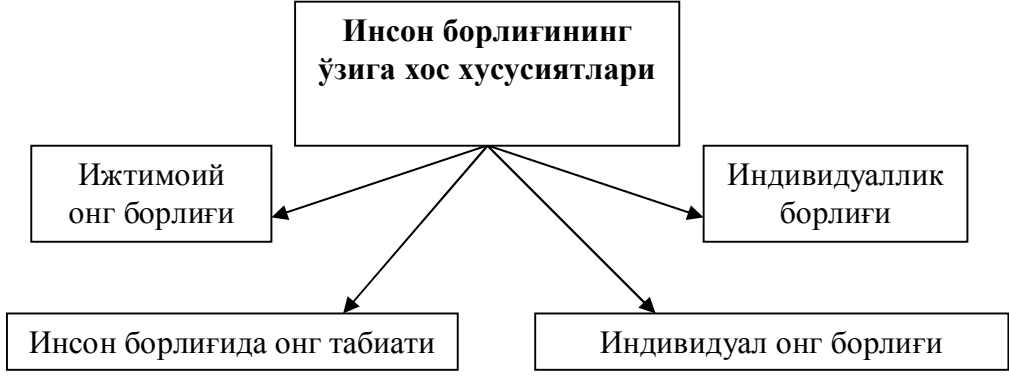 Инсон борлиғининг
ўзига хос хусусиятлари
Ижтимоий
онг борлиғи
Индивидуаллик
борлиғи
Инсон борлиғида онг табиати
Индивидуал онг борлиғи